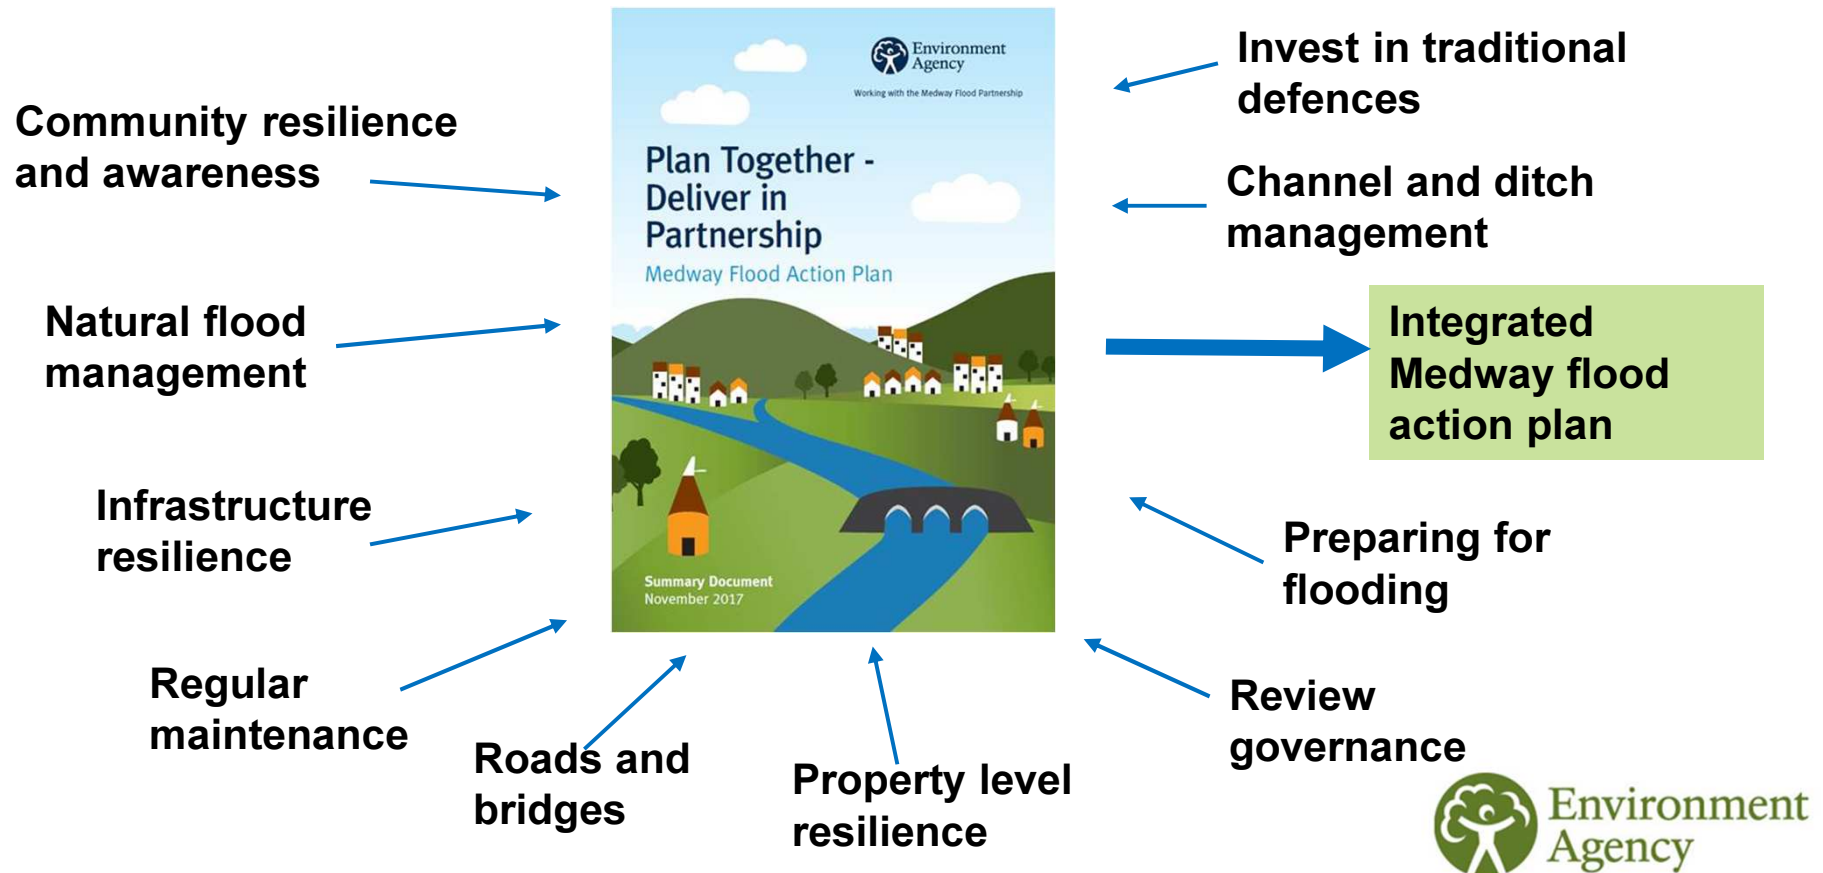 Environment
Agency
Working with the Medway Flood Partnership
Plan Together -
Deliver in
Partnership
Medway Flood Action Plan
Summary Document
November 2017
Community resilience
and awareness
Natural flood
management
Infrastructure
resilience
Regular
maintenance
Roads and
bridges
Property level
resilience
Invest in traditional
defences
Channel and ditch
management
Integrated
Medway flood
action plan
Preparing for
flooding
Review
governance
Environment
Agency